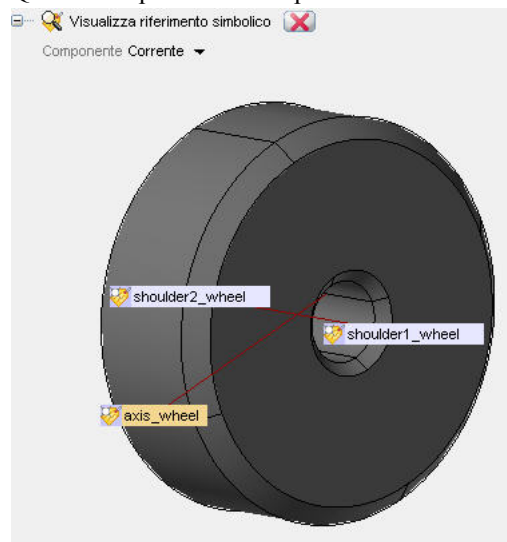 Visualizza riferimento simbolico
Componente Corrente
shoulder2_wheel
shoulder1_wheel
axis_wheel